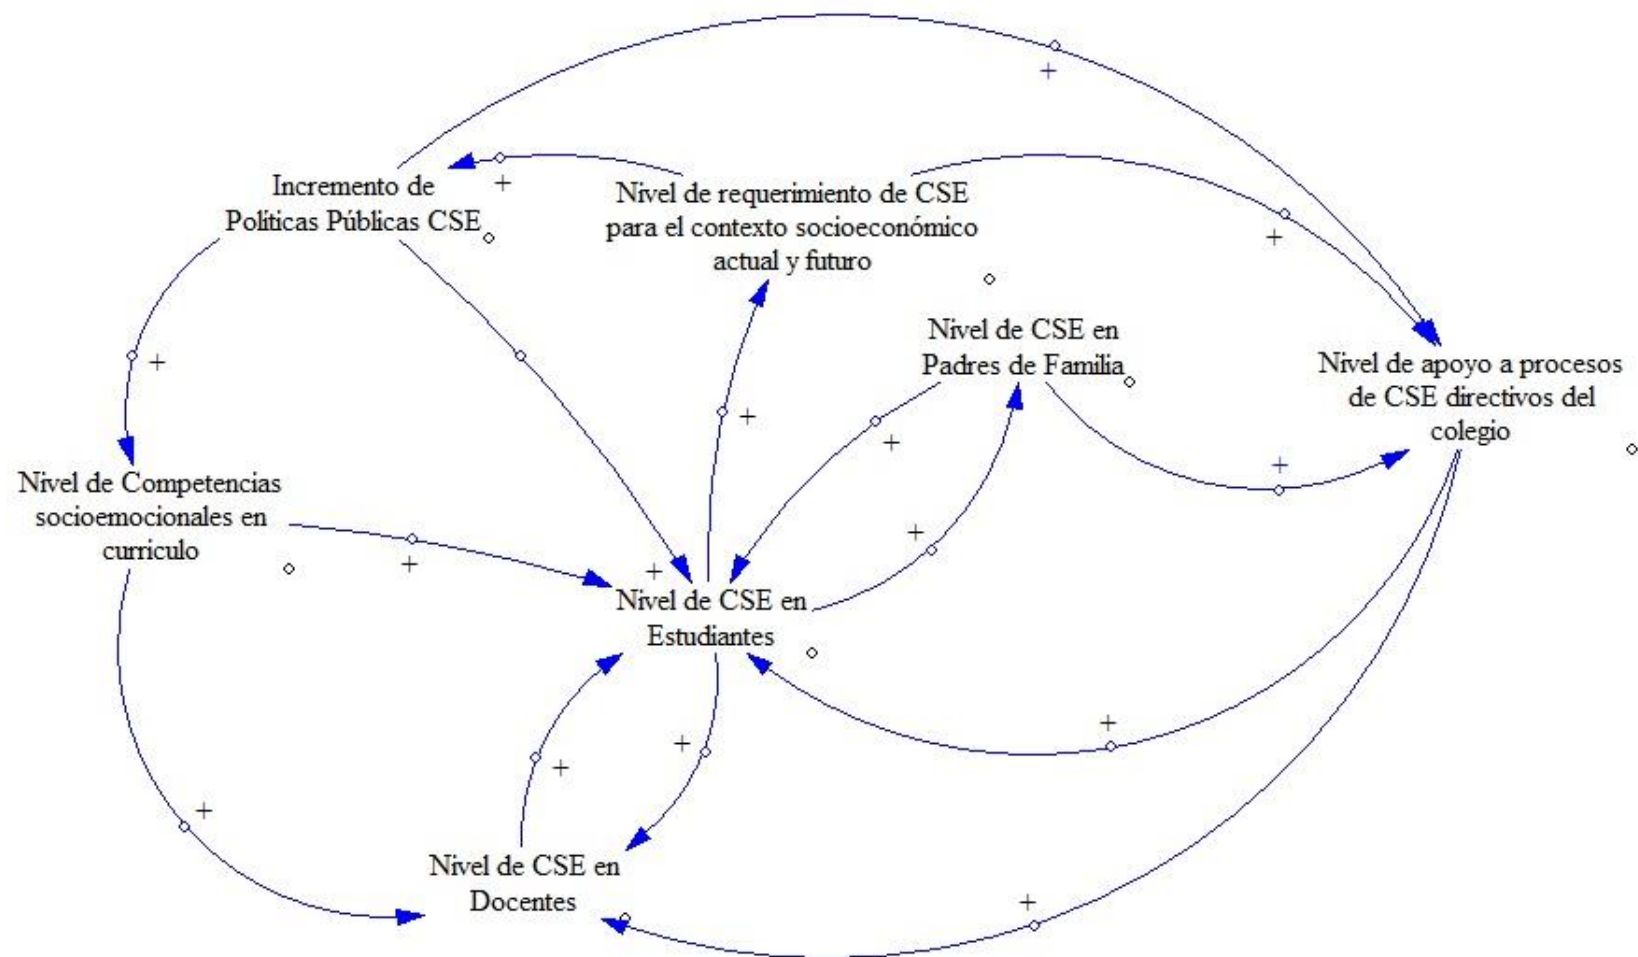 +
Incremento de
Políticas Públicas CSE
+
Nivel de requerimiento de CSE
para el contexto socioeconómico
actual y futuro
+
Nivel de CSE en
Padres de Familia
Nivel de apoyo a procesos
de CSE directivos del
colegio
+
+
+
+
Nivel de Competencias
socioemocionales en
curriculo
+
+
+
+
Nivel de CSE en
Estudiantes
+
+
+
+
Nivel de CSE en
Docentes
+